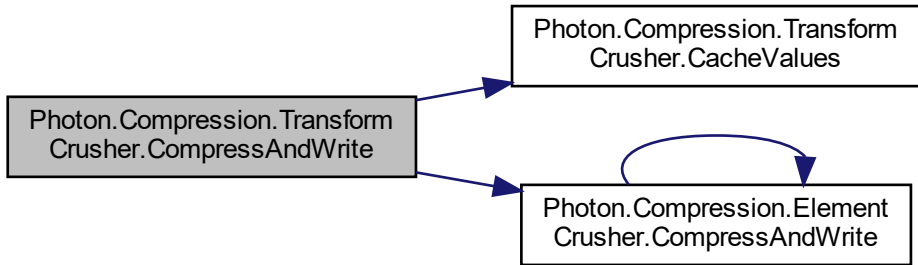 Photon.Compression.Transform
Crusher.CompressAndWrite
Photon.Compression.Transform
Crusher.CacheValues
Photon.Compression.Element
Crusher.CompressAndWrite